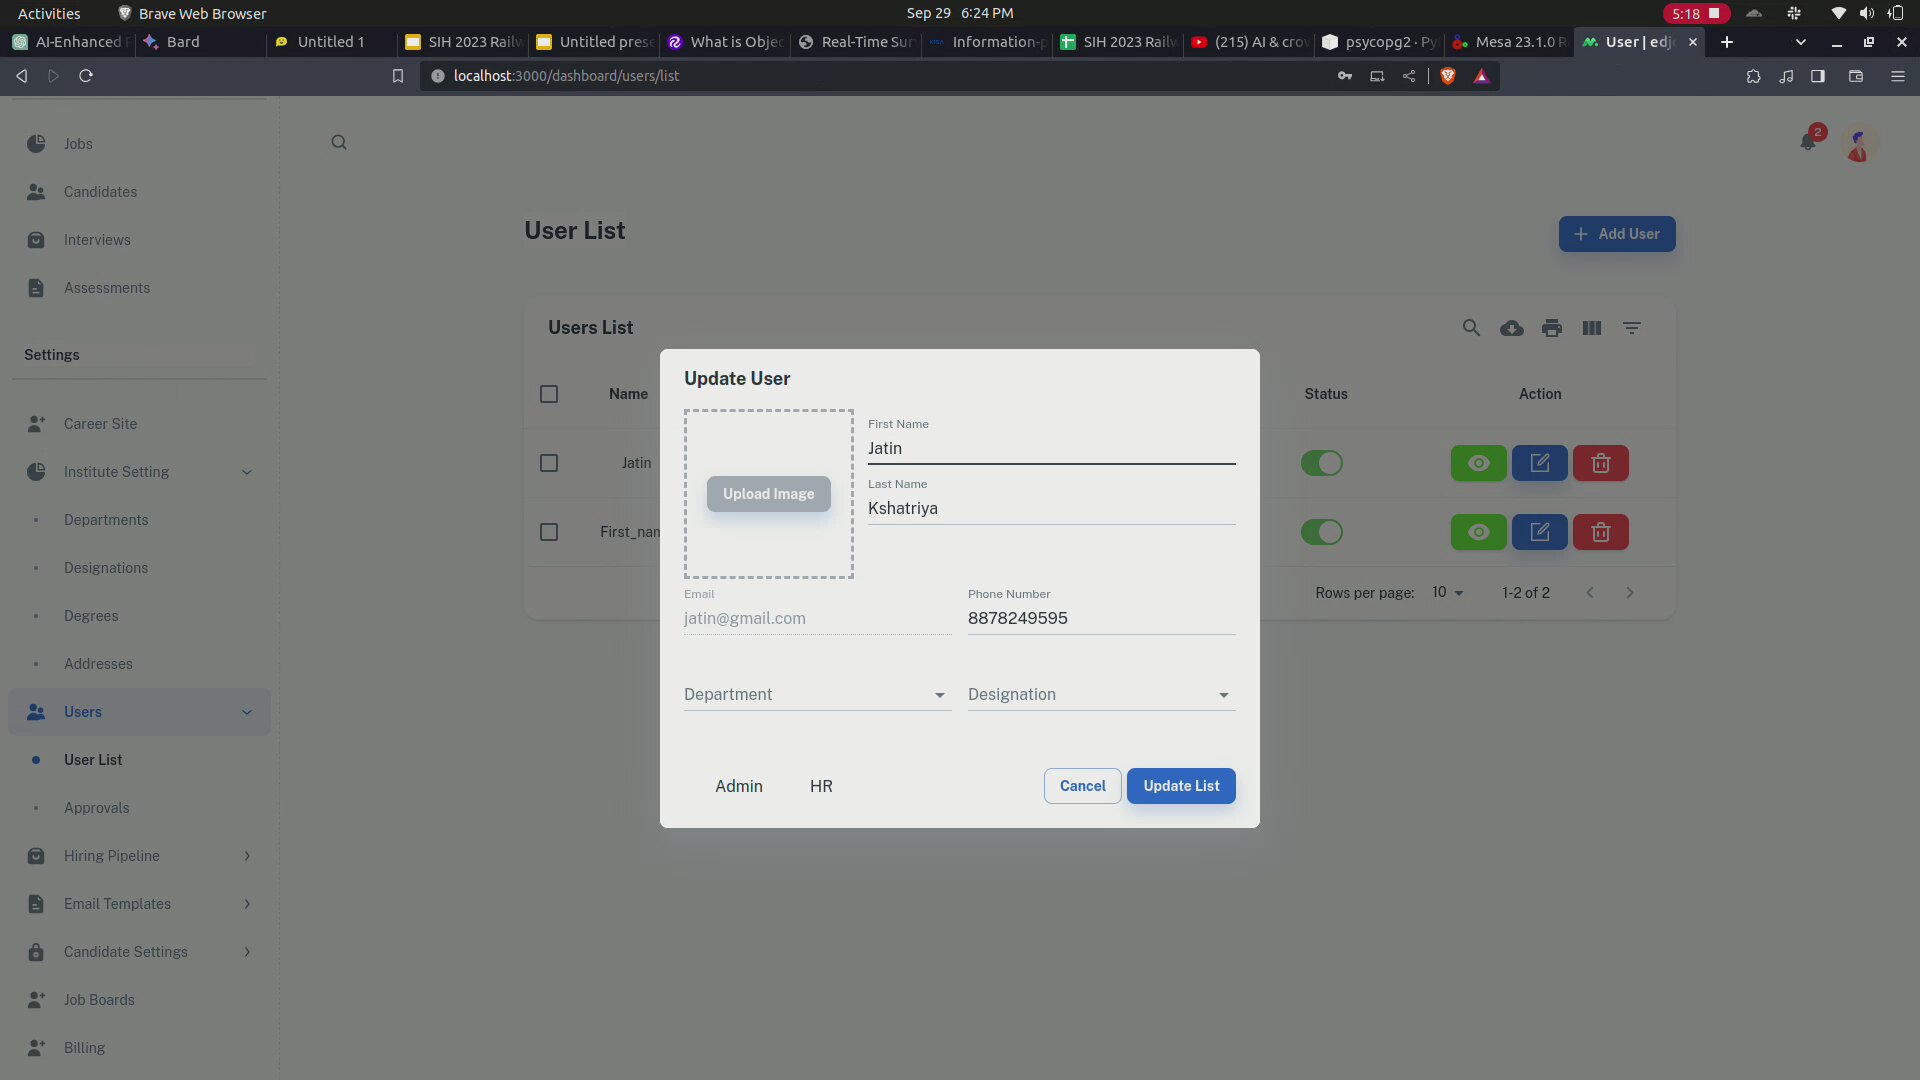 Activities
Brave Web Browser
Sep 29 6:24 PM
5:18
AI-Enhanced
Bard
Untitled 1
SIH 2023 Railw
Untitled prese
What is Objec
Real-Time Sur
Information-p
SIH 2023 Railw
(215) AI & crow
psycopg2 · Py
Mesa 23.1.0 R
User | edj
localhost:3000/dashboard/users/list
Jobs
Candidates
Interviews
Assessments
Settings
Career Site
Institute Setting
Departments
Designations
Degrees
Addresses
Users
User List
Approvals
Hiring Pipeline
Email Templates
Candidate Settings
Job Boards
Billing
2
User List
Add User
Users List
Name
Status
Action
Jatin
First_nam
Rows per page: 10
1-2 of 2
Update User
Upload Image
First Name
Jatin
Last Name
Kshatriya
Email
jatin@gmail.com
Phone Number
8878249595
Department
Designation
Admin
HR
Cancel
Update List